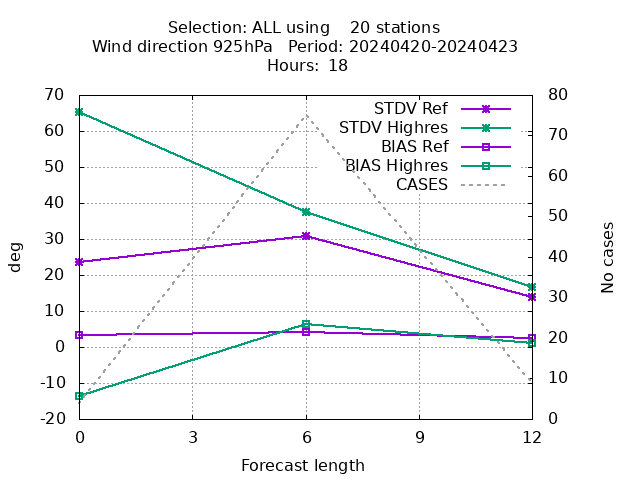 Selection: ALL using    20 stations
Wind direction 925hPa   Period: 20240420-20240423
Hours: 18
70
60
50
40
30
20
10
0
-10
-20
deg
STDV Ref
STDV Highres
BIAS Ref
BIAS Highres
CASES
80
70
60
50
40
30
20
10
0
No cases
0 3 6 9 12
Forecast length